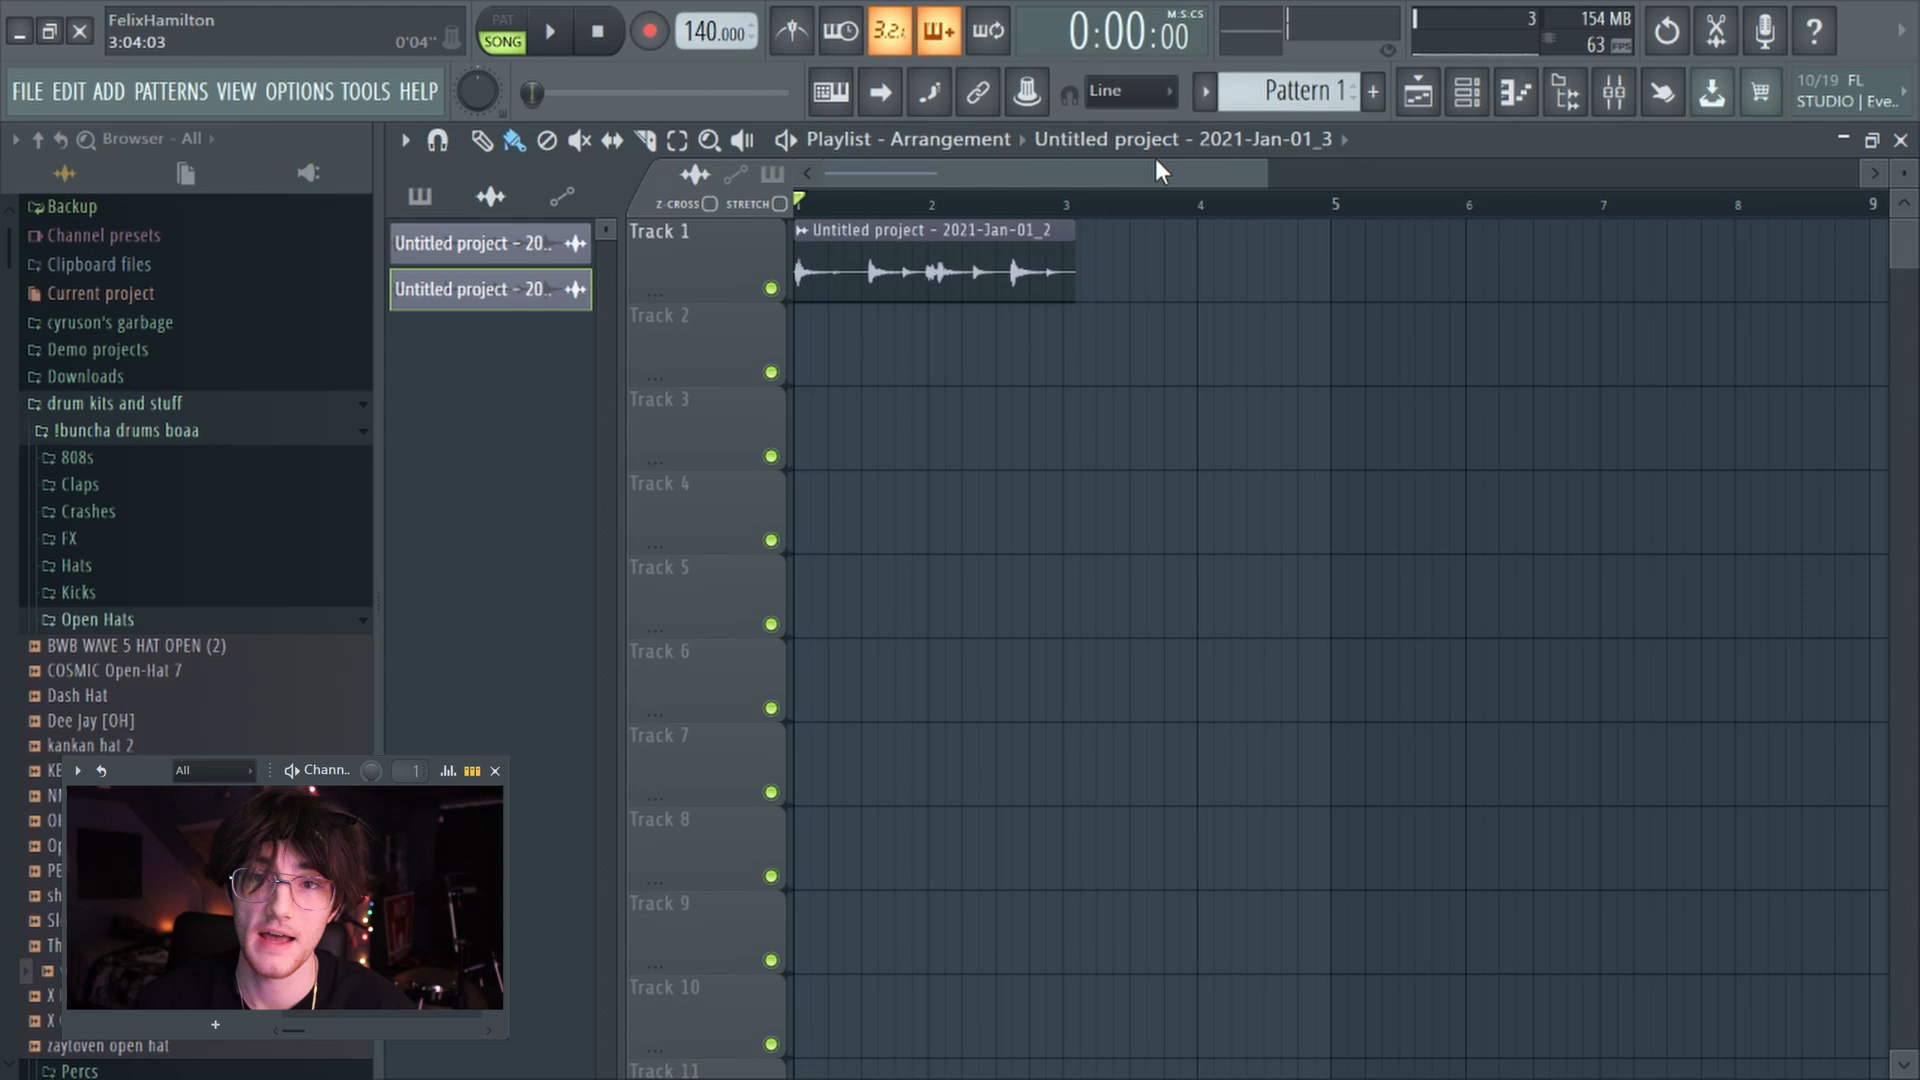 FelixHamilton
3:04:03
0'04"
PAT
SONG
140.000
3.2.
0:00:00
M:S:CS
3
154 MB
63 FPS
?
FILE EDIT ADD PATTERNS VIEW OPTIONS TOOLS HELP
Line
Pattern 1
+
10/19 FL
STUDIO | Eve..
Browser - All
Playlist - Arrangement
Untitled project - 2021-Jan-01_3
Z-CROSS
STRETCH
2
3
4
5
6
7
8
9
Backup
Channel presets
Clipboard files
Current project
cyruson's garbage
Demo projects
Downloads
drum kits and stuff
!buncha drums boaa
808s
Claps
Crashes
FX
Hats
Kicks
Open Hats
BWB WAVE 5 HAT OPEN (2)
COSMIC Open-Hat 7
Dash Hat
Dee Jay [OH]
kankan hat 2
zaytoven open hat
Percs
Untitled project - 20..
Untitled project - 20..
Track 1
Untitled project - 2021-Jan-01_2
Track 2
Track 3
Track 4
Track 5
Track 6
Track 7
Track 8
Track 9
Track 10
Track 11
All
Chann..
1
+